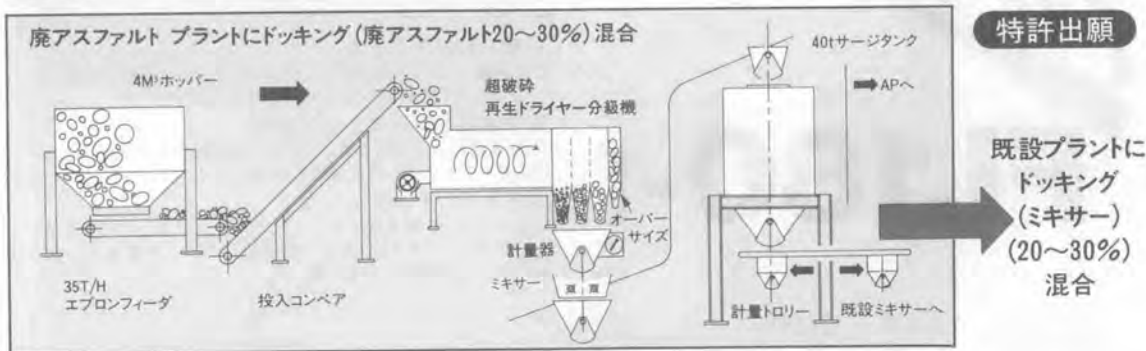 廃アスファルト プラントにドッキング(廃アスファルト20〜30%)混合
特許出願
4M³ホッパー
超破砕
再生ドライヤー分級機
40tサージタンク
APへ
既設プラントに
ドッキング
(ミキサー)
(20〜30%)
混合
オーバー
サイズ
計量器
ミキサー
35T/H
エプロンフィーダ
投入コンベア
計量トロリー
既設ミキサーへ